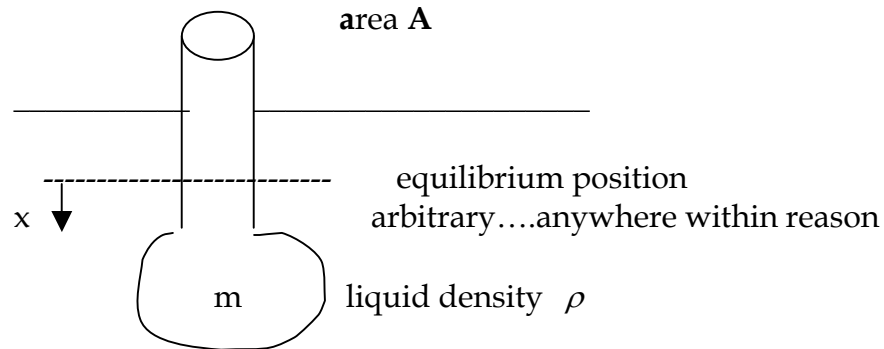 area A
equilibrium position
x arbitrary....anywhere within reason
m liquid density ρ